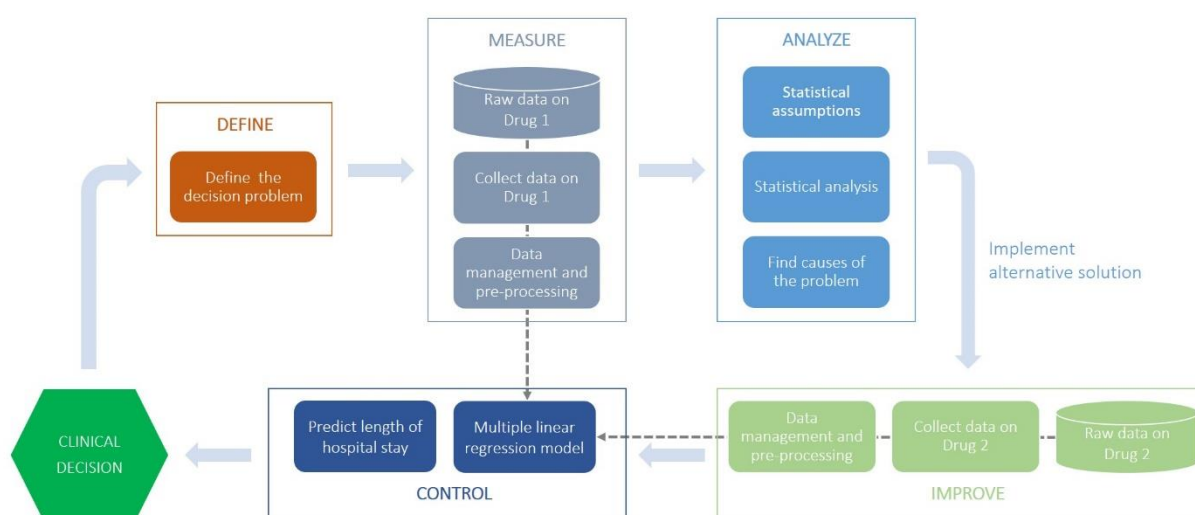 DEFINE
Define the
decision problem
MEASURE
Raw data on
Drug 1
Collect data on
Drug 1
Data
management and
pre-processing
ANALYZE
Statistical
assumptions
Statistical analysis
Find causes of
the problem
Implement
alternative solution
Raw data on
Drug 2
Collect data on
Drug 2
Data
management and
pre-processing
IMPROVE
Multiple linear
regression model
Predict length of
hospital stay
CONTROL
CLINICAL
DECISION